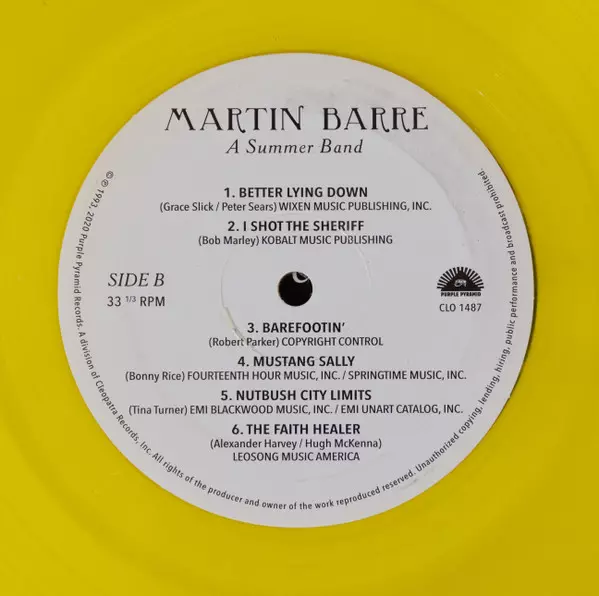 MARTIN BARRE
A Summer Band
1. BETTER LYING DOWN
(Grace Slick / Peter Sears) WIXEN MUSIC PUBLISHING, INC.
2. I SHOT THE SHERIFF
(Bob Marley) KOBALT MUSIC PUBLISHING
SIDE B
33 1/3 RPM
PURPLE PYRAMID
CLO 1487
3. BAREFOOTIN'
(Robert Parker) COPYRIGHT CONTROL
4. MUSTANG SALLY
(Bonny Rice) FOURTEENTH HOUR MUSIC, INC. / SPRINGTIME MUSIC, INC.
5. NUTBUSH CITY LIMITS
(Tina Turner) EMI BLACKWOOD MUSIC, INC. / EMI UNART CATALOG, INC.
6. THE FAITH HEALER
(Alexander Harvey / Hugh McKenna)
LEOSONG MUSIC AMERICA
℗© 1993, 2020 Purple Pyramid Records. A division of Cleopatra Records, Inc. All rights of the producer and owner of the work reproduced reserved. Unauthorized copying, lending, hiring, public performance and broadcast prohibited.